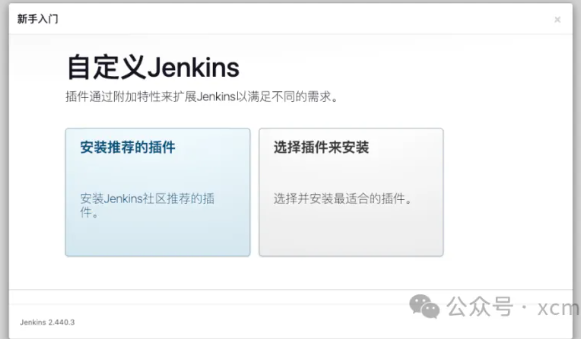 新手入门
×
自定义Jenkins
插件通过附加特性来扩展Jenkins以满足不同的需求。
安装推荐的插件
选择插件来安装
安装Jenkins社区推荐的插
件。
选择并安装最适合的插件。
公众号 · xcm
Jenkins 2.440.3